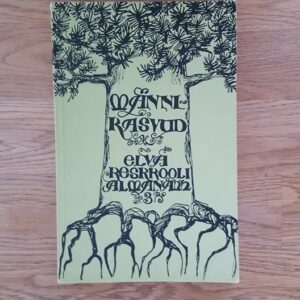 MÄNNI-
KASVUD
ELVA
KESKKOOLI
ALMANAHH
3